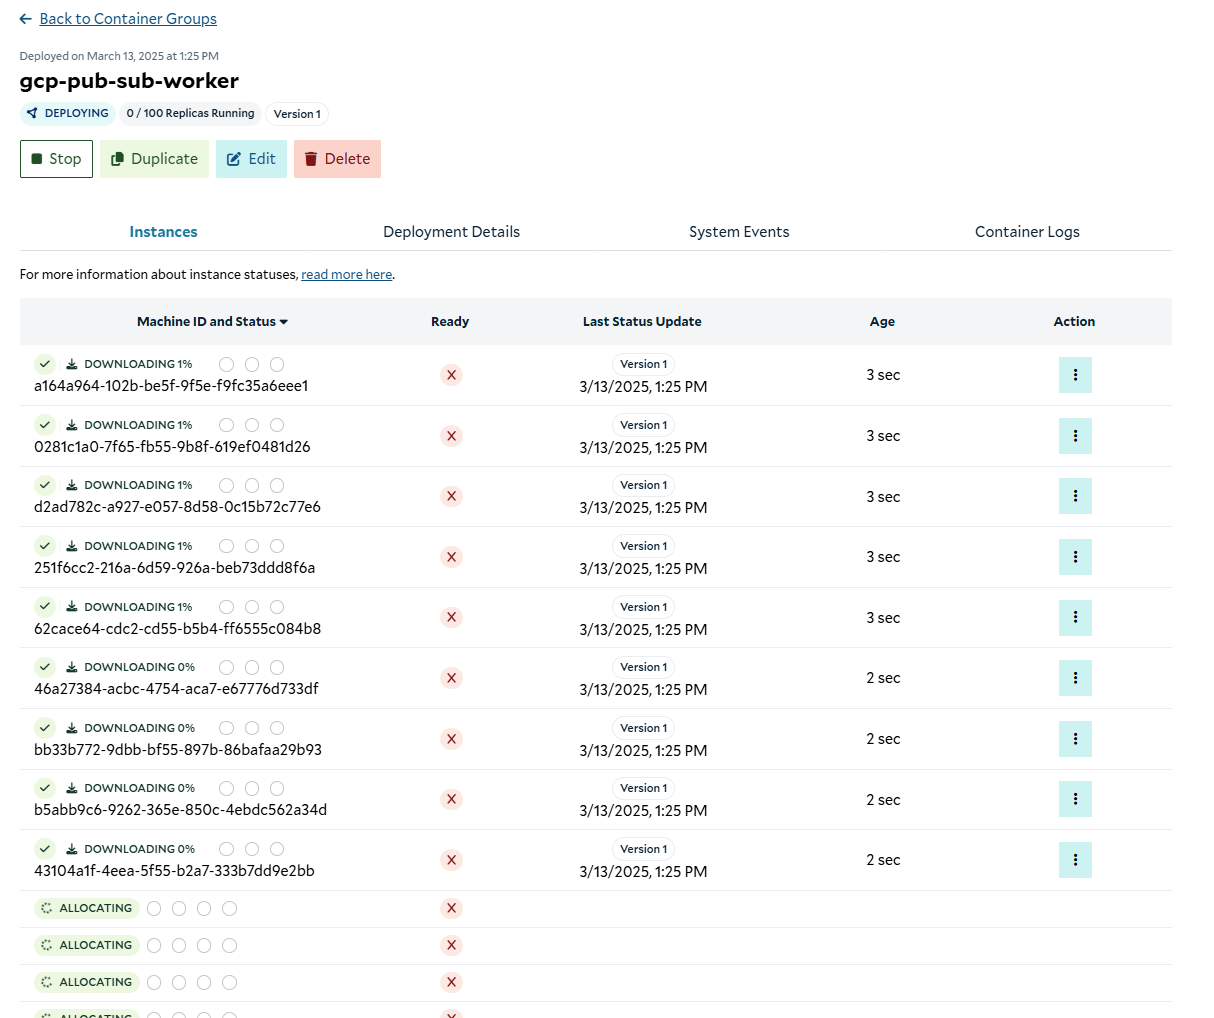 ← Back to Container Groups
Deployed on March 13, 2025 at 1:25 PM
gcp-pub-sub-worker
DEPLOYING 0 / 100 Replicas Running Version 1
Stop Duplicate Edit Delete
Instances Deployment Details System Events Container Logs
For more information about instance statuses, read more here.
Machine ID and Status Ready Last Status Update Age Action
DOWNLOADING 1% Version 1
a164a964-102b-be5f-9f5e-f9fc35a6eee1 X 3/13/2025, 1:25 PM 3 sec
DOWNLOADING 1% Version 1
0281c1a0-7f65-fb55-9b8f-619ef0481d26 X 3/13/2025, 1:25 PM 3 sec
DOWNLOADING 1% Version 1
d2ad782c-a927-e057-8d58-0c15b72c77e6 X 3/13/2025, 1:25 PM 3 sec
DOWNLOADING 1% Version 1
251f6cc2-216a-6d59-926a-beb73ddd8f6a X 3/13/2025, 1:25 PM 3 sec
DOWNLOADING 1% Version 1
62cace64-cdc2-cd55-b5b4-ff6555c084b8 X 3/13/2025, 1:25 PM 3 sec
DOWNLOADING 0% Version 1
46a27384-acbc-4754-aca7-e67776d733df X 3/13/2025, 1:25 PM 2 sec
DOWNLOADING 0% Version 1
bb33b772-9dbb-bf55-897b-86bafaa29b93 X 3/13/2025, 1:25 PM 2 sec
DOWNLOADING 0% Version 1
b5abb9c6-9262-365e-850c-4ebdc562a34d X 3/13/2025, 1:25 PM 2 sec
DOWNLOADING 0% Version 1
43104a1f-4eea-5f55-b2a7-333b7dd9e2bb X 3/13/2025, 1:25 PM 2 sec
ALLOCATING X
ALLOCATING X
ALLOCATING X
ALLOCATING X